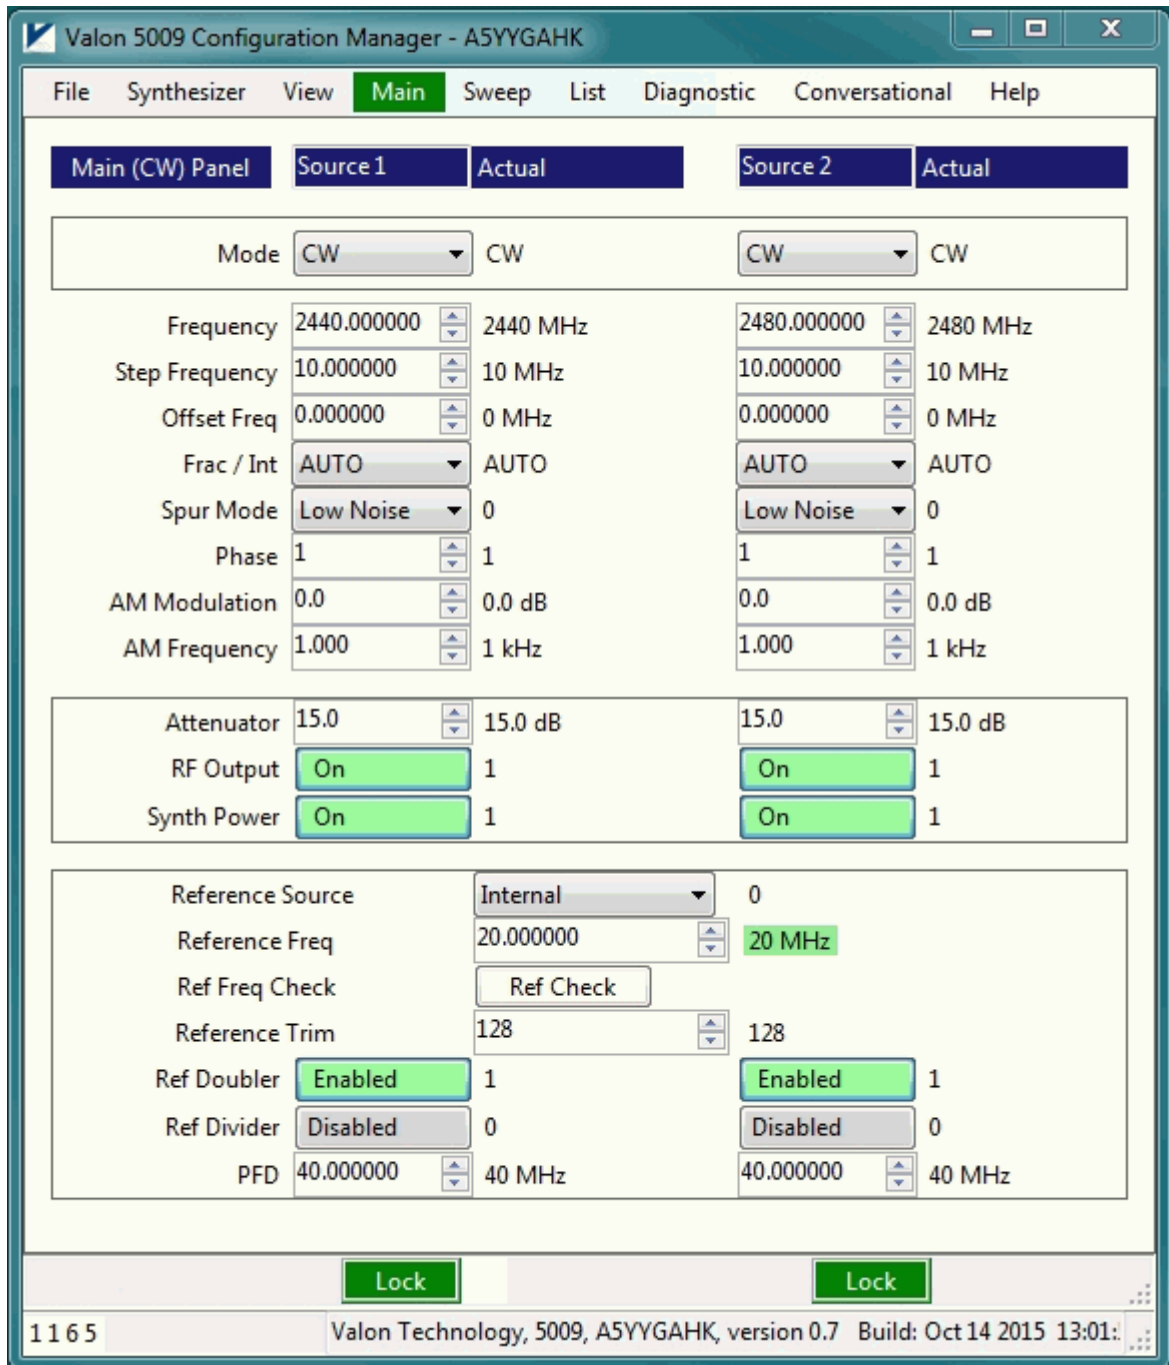 Valon 5009 Configuration Manager - A5YYGAHK
File Synthesizer View Main Sweep List Diagnostic Conversational Help
Main (CW) Panel Source 1 Actual Source 2 Actual
Mode CW CW CW CW
Frequency 2440.000000 2440 MHz 2480.000000 2480 MHz
Step Frequency 10.000000 10 MHz 10.000000 10 MHz
Offset Freq 0.000000 0 MHz 0.000000 0 MHz
Frac / Int AUTO AUTO AUTO AUTO
Spur Mode Low Noise 0 Low Noise 0
Phase 1 1 1 1
AM Modulation 0.0 0.0 dB 0.0 0.0 dB
AM Frequency 1.000 1 kHz 1.000 1 kHz
Attenuator 15.0 15.0 dB 15.0 15.0 dB
RF Output On 1 On 1
Synth Power On 1 On 1
Reference Source Internal 0
Reference Freq 20.000000 20 MHz
Ref Freq Check Ref Check
Reference Trim 128 128
Ref Doubler Enabled 1 Enabled 1
Ref Divider Disabled 0 Disabled 0
PFD 40.000000 40 MHz 40.000000 40 MHz
Lock Lock
1165 Valon Technology, 5009, A5YYGAHK, version 0.7 Build: Oct 14 2015 13:01: